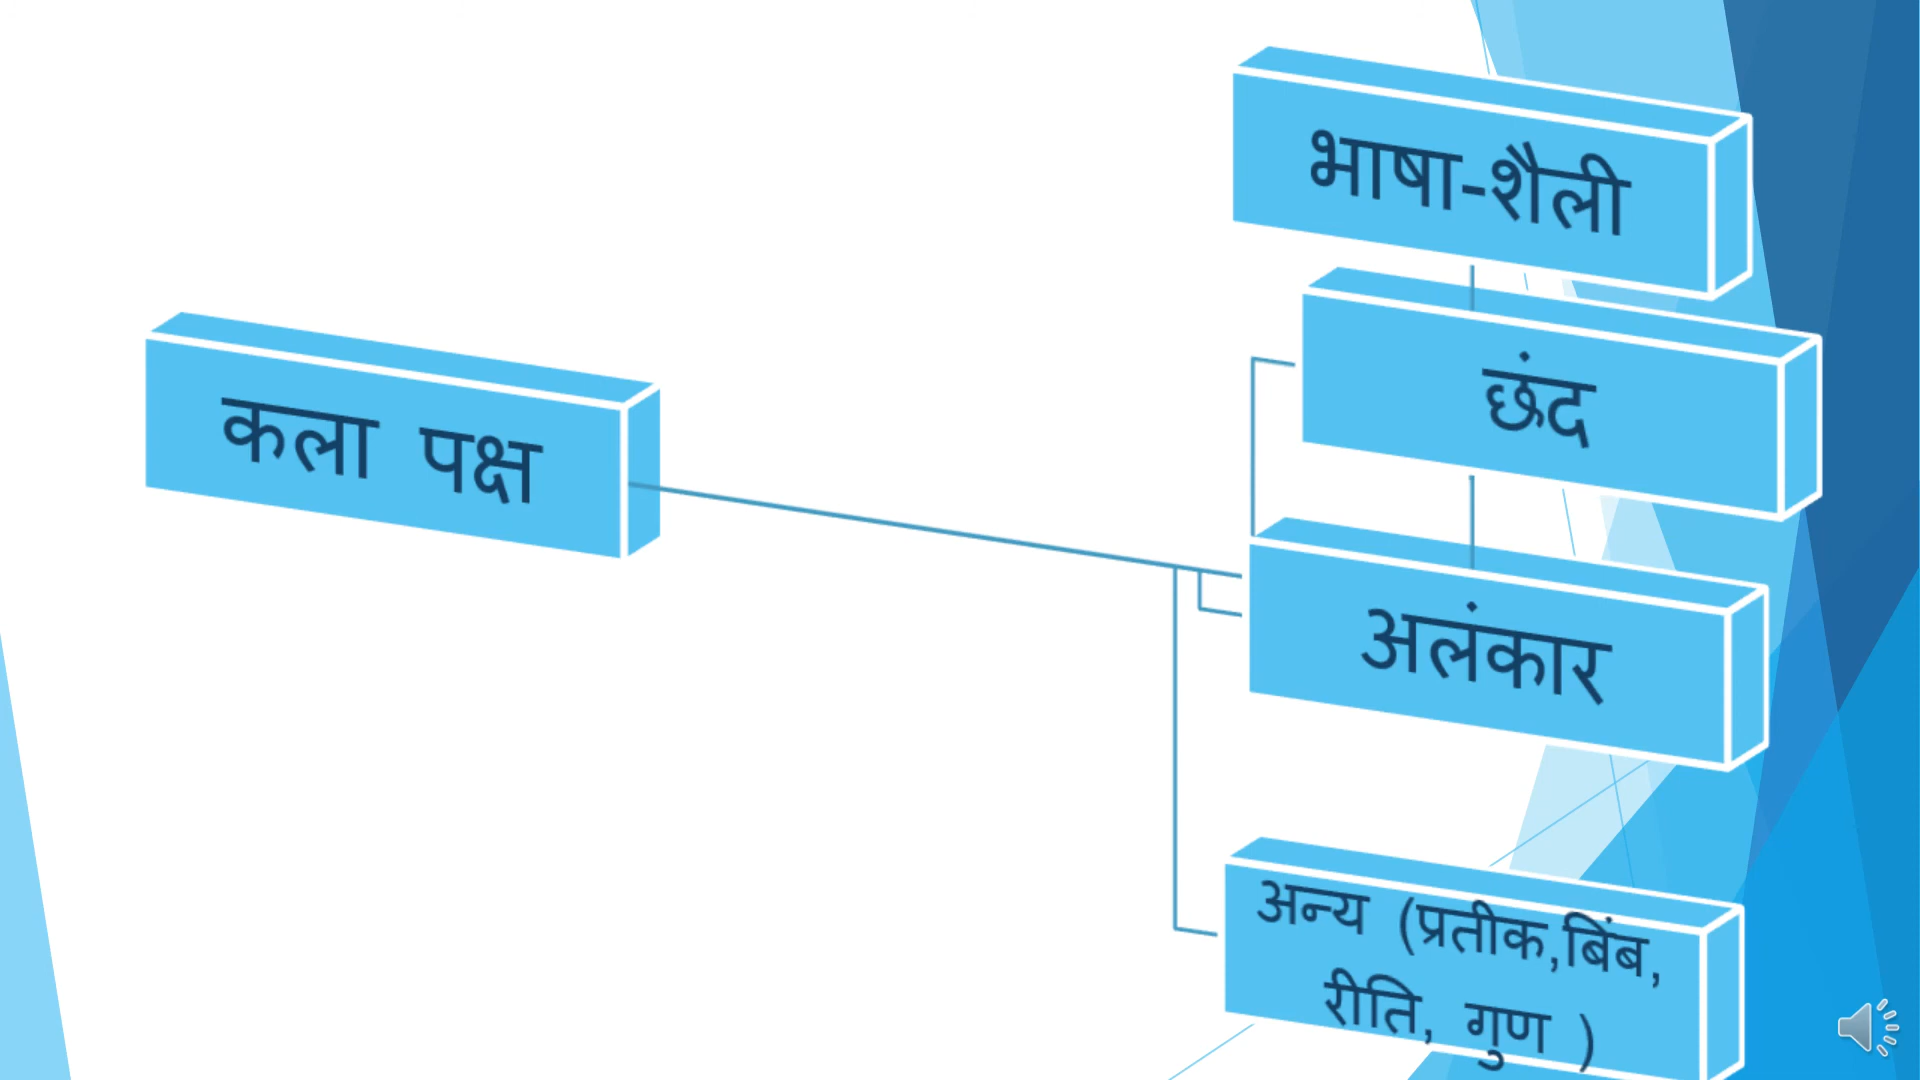 भाषा-शैली
छंद
कला पक्ष
अलंकार
अन्य (प्रतीक,बिंब,
रीति, गुण )